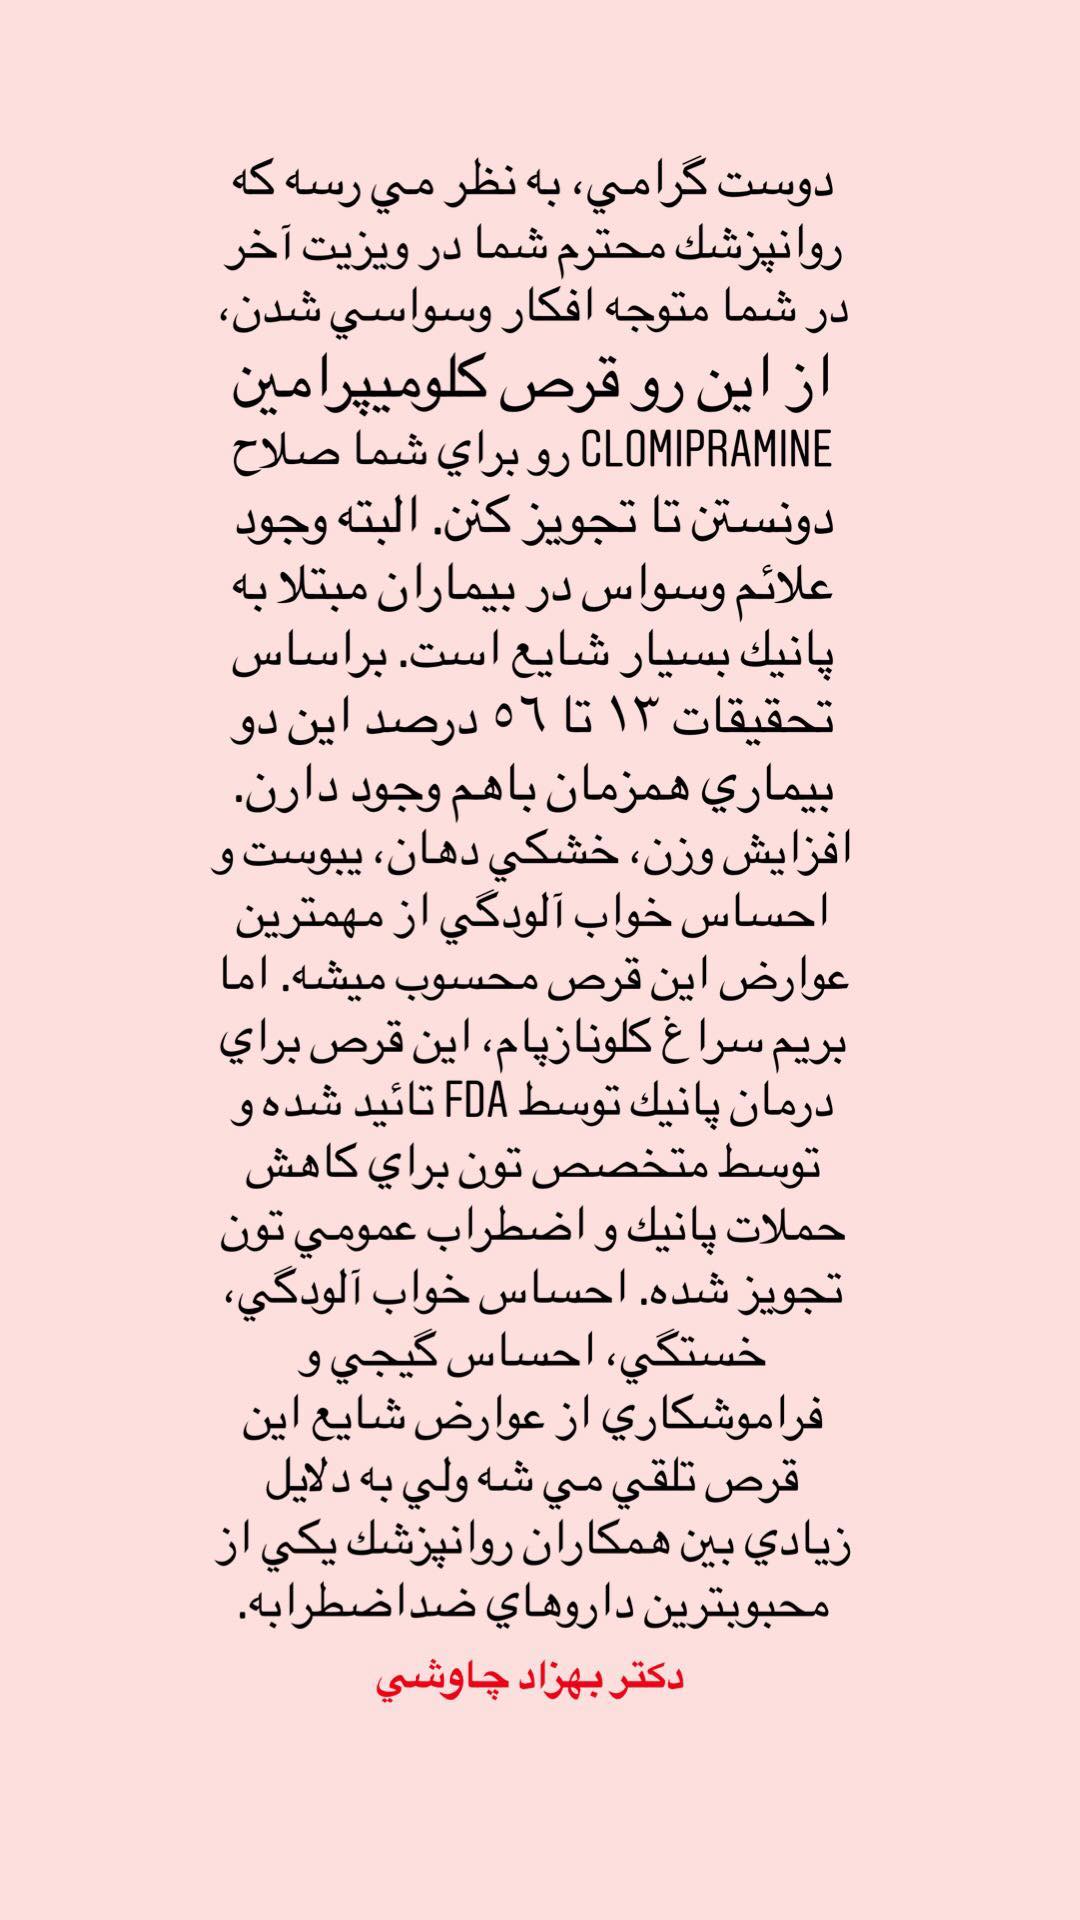 دوست گرامي، به نظر مي رسه كه
روانپزشك محترم شما در ويزيت آخر
در شما متوجه افكار وسواسي شدن،
از اين رو قرص كلوميپرامين
CLOMIPRAMINE رو براي شما صلاح
دونستن تا تجويز كنن. البته وجود
علائم وسواس در بيماران مبتلا به
پانيك بسيار شايع است. براساس
تحقيقات ١٣ تا ٥٦ درصد اين دو
بيماري همزمان باهم وجود دارن.
افزايش وزن، خشكي دهان، يبوست و
احساس خواب آلودگي از مهمترين
عوارض اين قرص محسوب ميشه. اما
بريم سراغ كلونازپام، اين قرص براي
درمان پانيك توسط FDA تائيد شده و
توسط متخصص تون براي كاهش
حملات پانيك و اضطراب عمومي تون
تجويز شده. احساس خواب آلودگي،
خستگي، احساس گيجي و
فراموشكاري از عوارض شايع اين
قرص تلقي مي شه ولي به دلايل
زيادي بين همكاران روانپزشك يكي از
محبوبترين داروهاي ضداضطرابه.
دكتر بهزاد چاوشي